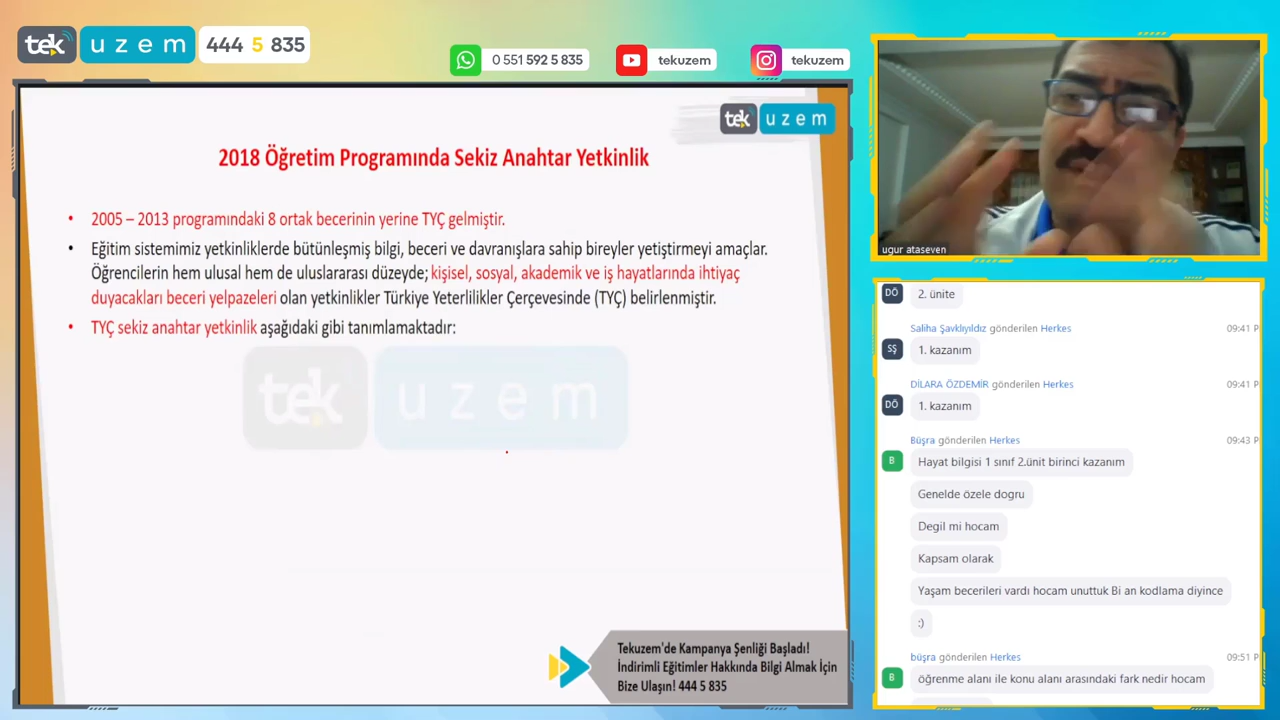 tek uzem 444 5 835
0 551 592 5 835
tekuzem
tekuzem
tek uzem
2018 Öğretim Programında Sekiz Anahtar Yetkinlik
• 2005 – 2013 programındaki 8 ortak becerinin yerine TYÇ gelmiştir.
• Eğitim sistemimiz yetkinliklerde bütünleşmiş bilgi, beceri ve davranışlara sahip bireyler yetiştirmeyi amaçlar.
Öğrencilerin hem ulusal hem de uluslararası düzeyde; kişisel, sosyal, akademik ve iş hayatlarında ihtiyaç
duyacakları beceri yelpazeleri olan yetkinlikler Türkiye Yeterlilikler Çerçevesinde (TYÇ) belirlenmiştir.
• TYÇ sekiz anahtar yetkinlik aşağıdaki gibi tanımlamaktadır:
tek uzem
Tekuzem'de Kampanya Şenliği Başladı!
İndirimli Eğitimler Hakkında Bilgi Almak İçin
Bize Ulaşın! 444 5 835
ugur ataseven
DÖ 2. ünite
Saliha Şavklıyıldız gönderilen Herkes 09:41 P
SŞ 1. kazanım
DİLARA ÖZDEMİR gönderilen Herkes 09:41 P
DÖ 1. kazanım
Büşra gönderilen Herkes 09:43 P
B Hayat bilgisi 1 sınıf 2.ünit birinci kazanım
Genelde özele dogru
Degil mi hocam
Kapsam olarak
Yaşam becerileri vardı hocam unuttuk Bi an kodlama diyince
:)
büşra gönderilen Herkes 09:51 P
B öğrenme alanı ile konu alanı arasındaki fark nedir hocam